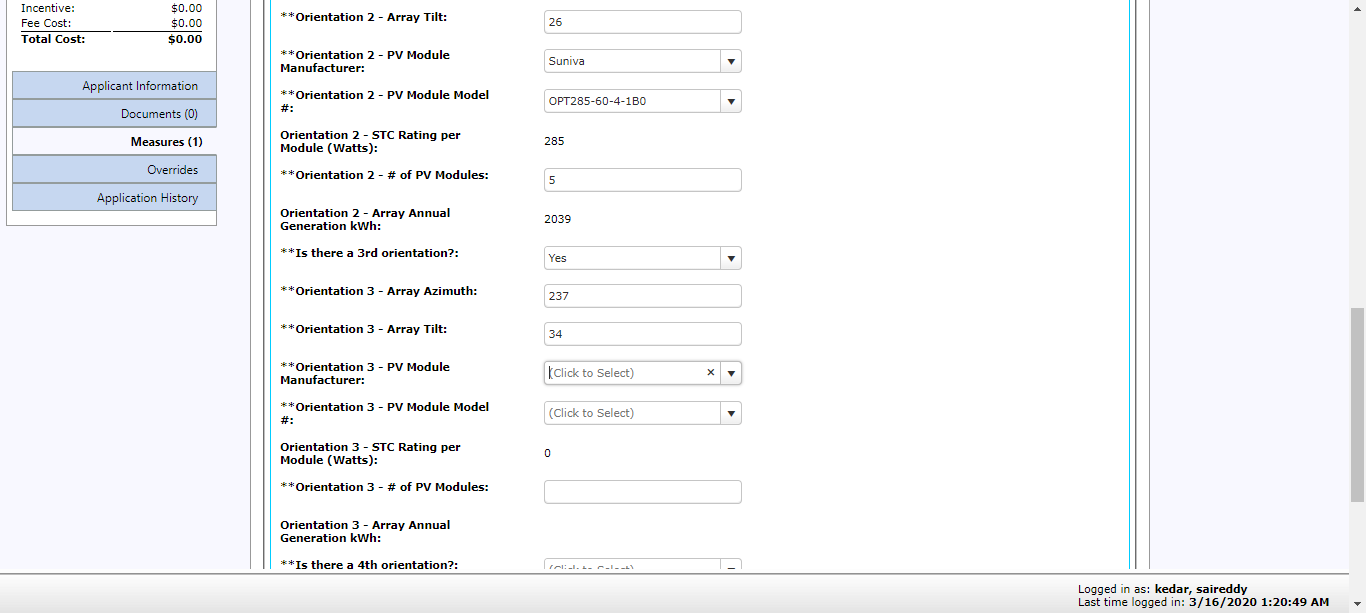 Incentive: $0.00
Fee Cost: $0.00
Total Cost: $0.00
Applicant Information
Documents (0)
Measures (1)
Overrides
Application History
**Orientation 2 - Array Tilt: 26
**Orientation 2 - PV Module
Manufacturer: Suniva
**Orientation 2 - PV Module Model
#: OPT285-60-4-1B0
Orientation 2 - STC Rating per
Module (Watts): 285
**Orientation 2 - # of PV Modules: 5
Orientation 2 - Array Annual
Generation kWh: 2039
**Is there a 3rd orientation?: Yes
**Orientation 3 - Array Azimuth: 237
**Orientation 3 - Array Tilt: 34
**Orientation 3 - PV Module
Manufacturer: (Click to Select)
**Orientation 3 - PV Module Model
#: (Click to Select)
Orientation 3 - STC Rating per
Module (Watts): 0
**Orientation 3 - # of PV Modules:
Orientation 3 - Array Annual
Generation kWh:
**Is there a 4th orientation?: (Click to Select)
Logged in as: kedar, saireddy
Last time logged in: 3/16/2020 1:20:49 AM